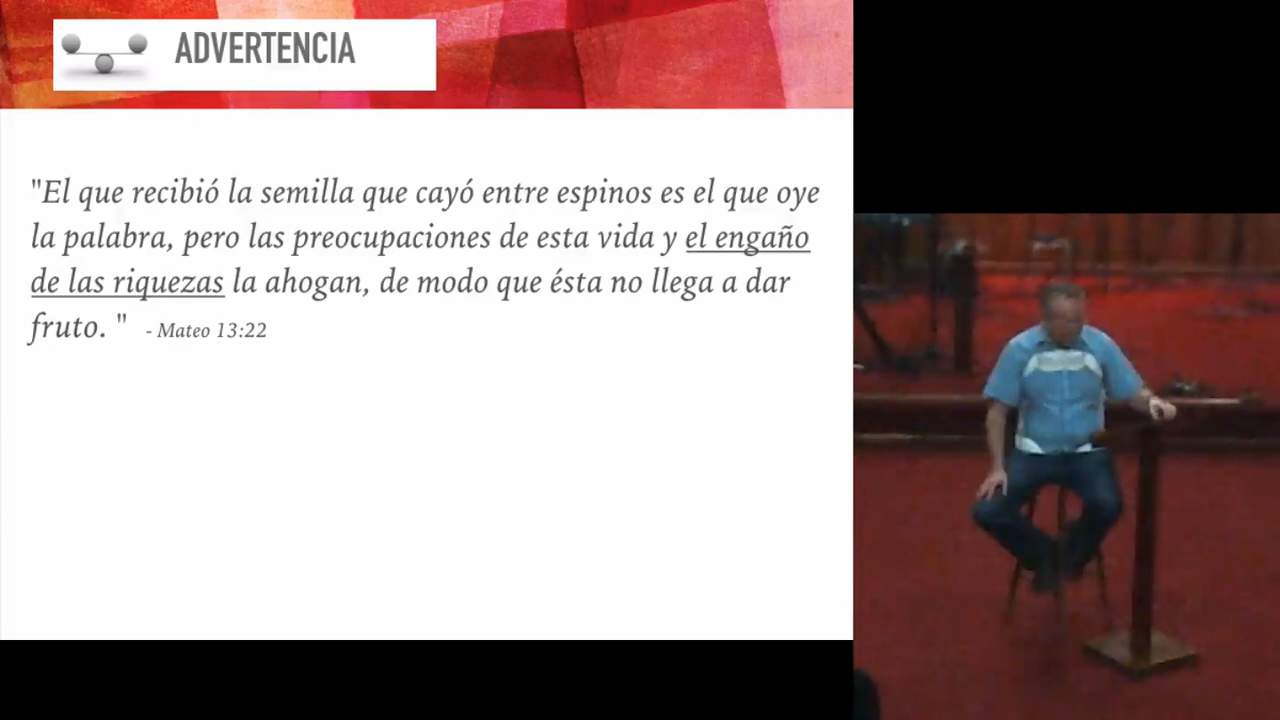 ADVERTENCIA
"El que recibió la semilla que cayó entre espinos es el que oye
la palabra, pero las preocupaciones de esta vida y el engaño
de las riquezas la ahogan, de modo que ésta no llega a dar
fruto. " - Mateo 13:22